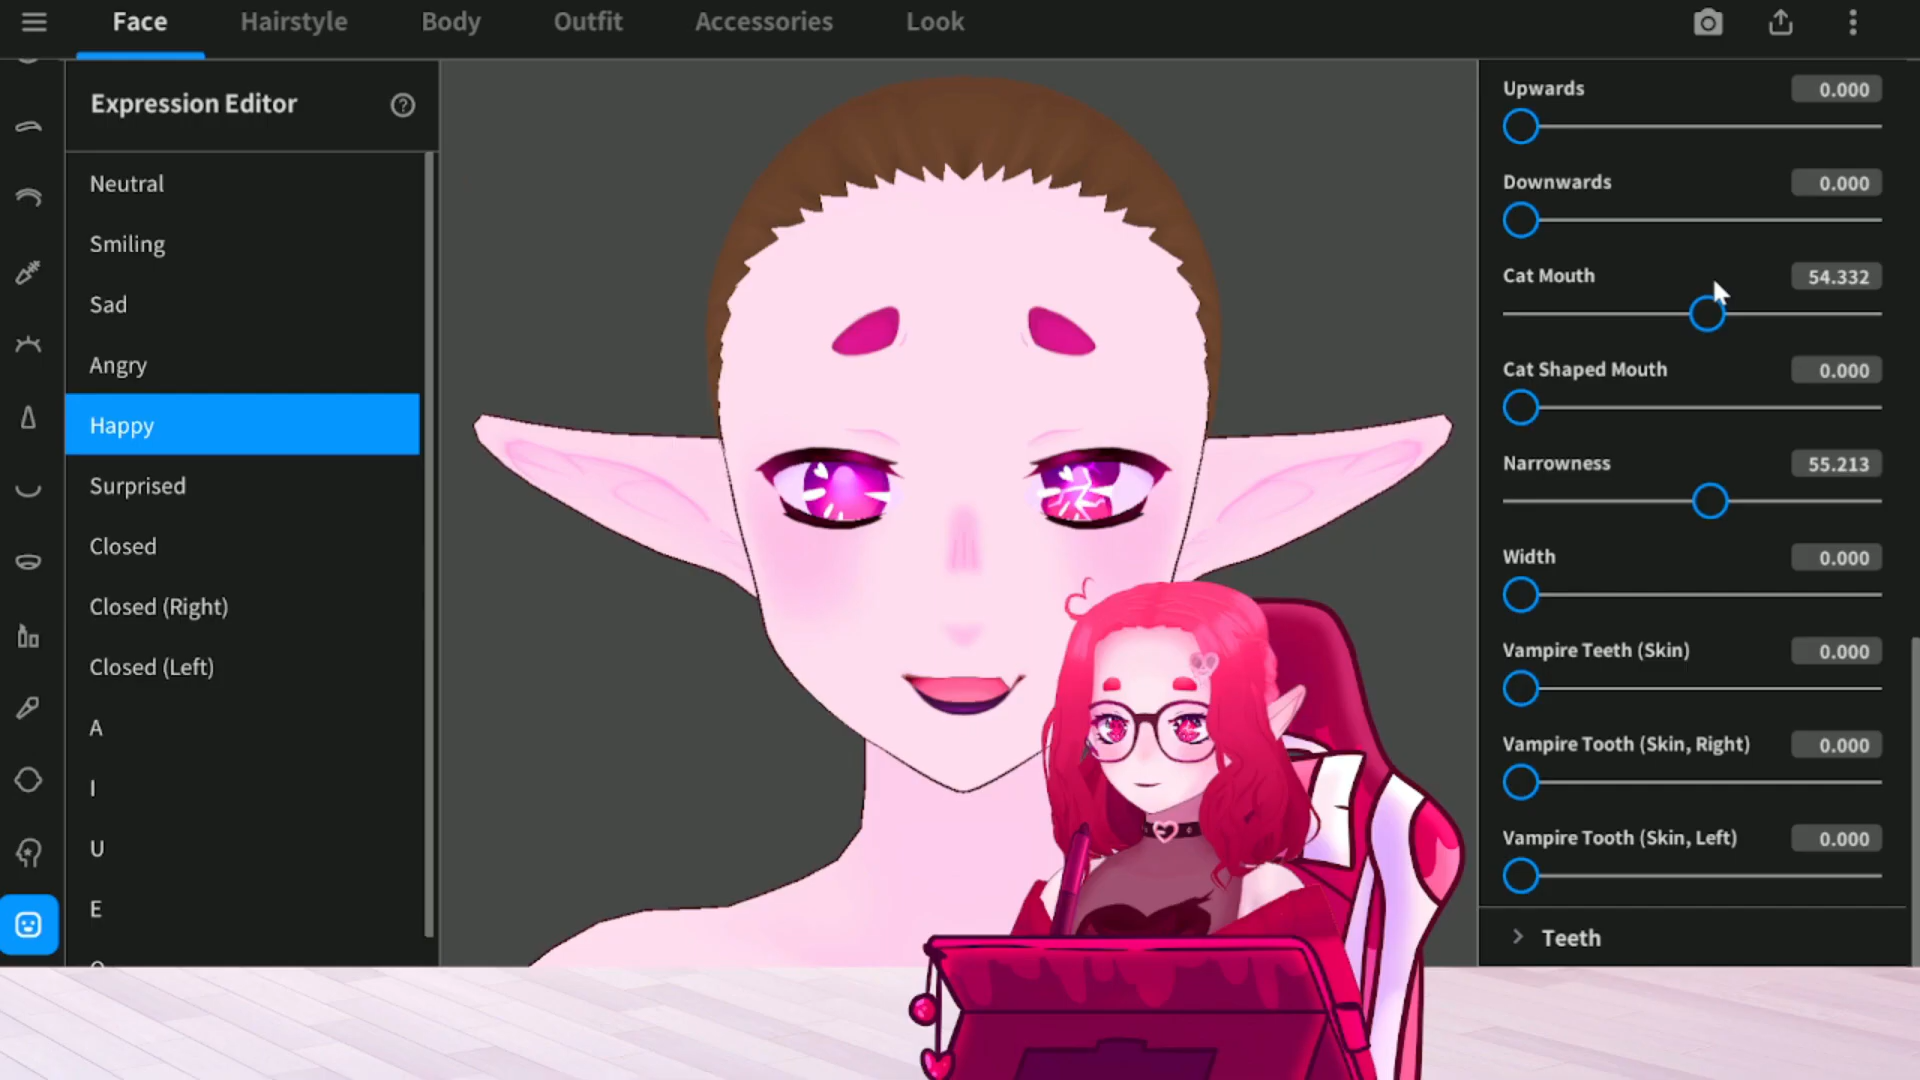 Face
Hairstyle
Body
Outfit
Accessories
Look
Expression Editor
Neutral
Smiling
Sad
Angry
Happy
Surprised
Closed
Closed (Right)
Closed (Left)
A
I
U
E
Upwards 0.000
Downwards 0.000
Cat Mouth 54.332
Cat Shaped Mouth 0.000
Narrowness 55.213
Width 0.000
Vampire Teeth (Skin) 0.000
Vampire Tooth (Skin, Right) 0.000
Vampire Tooth (Skin, Left) 0.000
Teeth